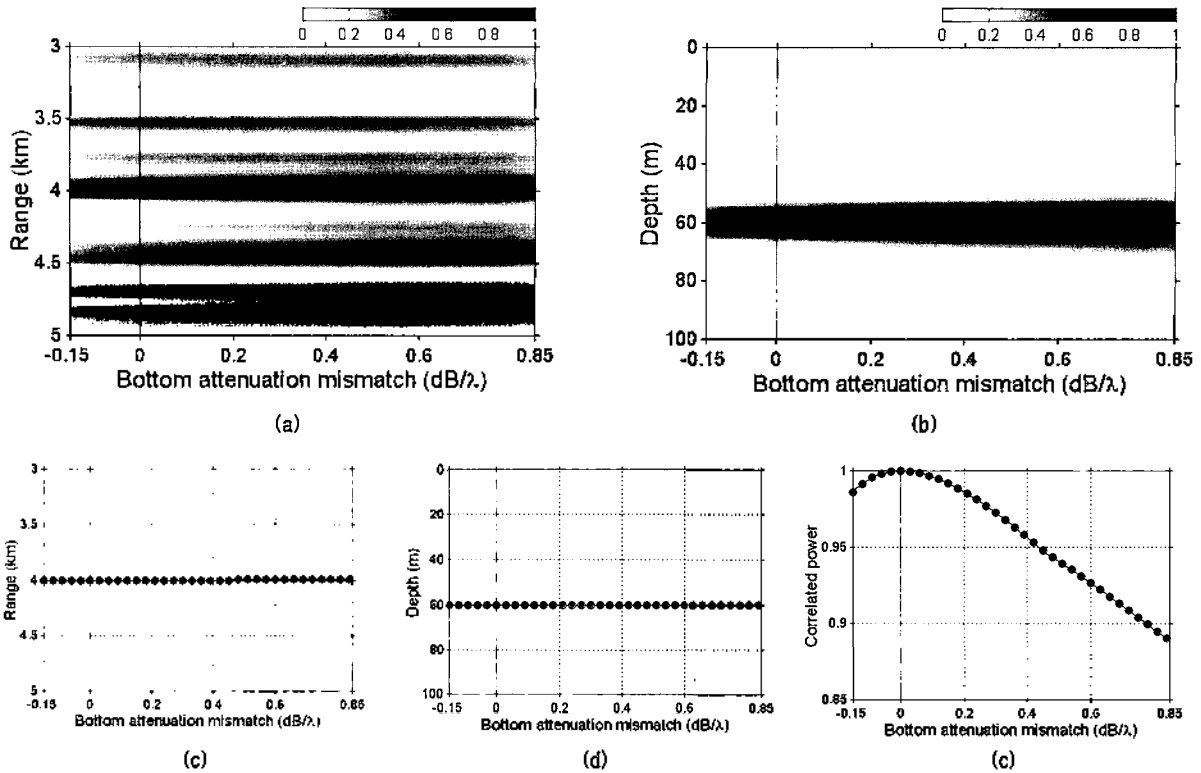 0 0.2 0.4 0.6 0.8 1
3
3.5
4
4.5
5
Range (km)
-0.15 0 0.2 0.4 0.6 0.85
Bottom attenuation mismatch (dB/λ)
(a)
0 0.2 0.4 0.6 0.8 1
0
20
40
60
80
100
Depth (m)
-0.15 0 0.2 0.4 0.6 0.85
Bottom attenuation mismatch (dB/λ)
(b)
3
3.5
4
4.5
5
Range (km)
-0.15 0 0.2 0.4 0.6 0.85
Bottom attenuation mismatch (dB/λ)
(c)
0
20
40
60
80
100
Depth (m)
-0.15 0 0.2 0.4 0.6 0.85
Bottom attenuation mismatch (dB/λ)
(d)
1
0.95
0.9
0.85
Correlated power
-0.15 0 0.2 0.4 0.6 0.85
Bottom attenuation mismatch (dB/λ)
(c)